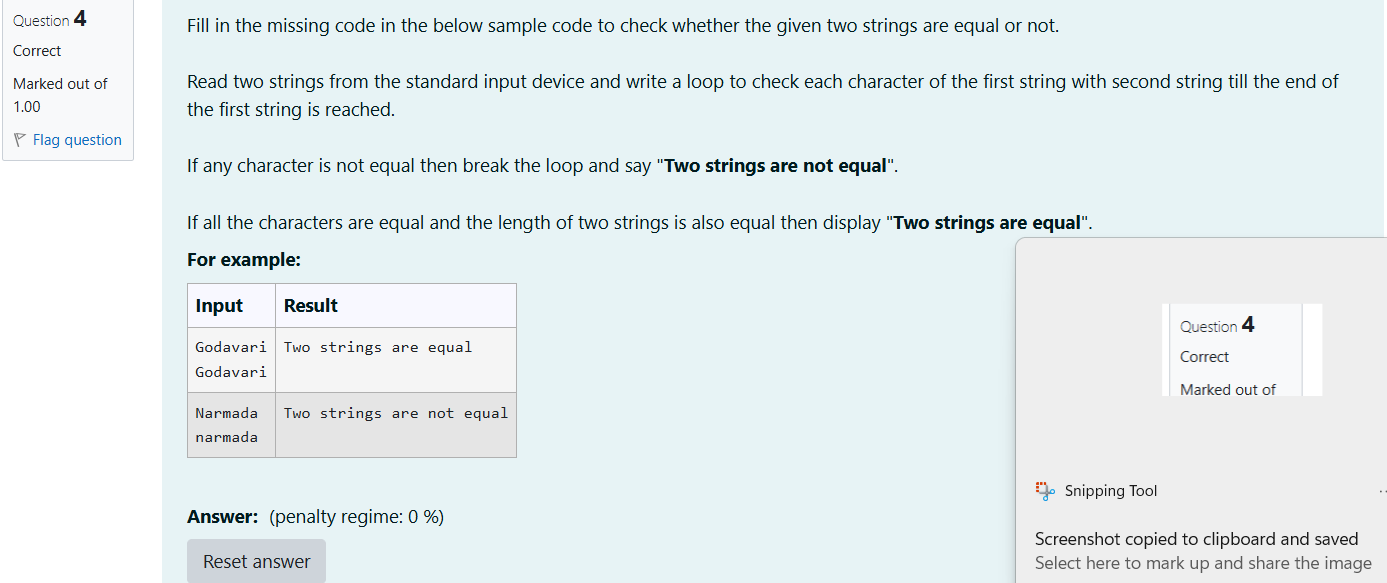 Question 4
Correct
Marked out of
1.00
Flag question
Fill in the missing code in the below sample code to check whether the given two strings are equal or not.
Read two strings from the standard input device and write a loop to check each character of the first string with second string till the end of
the first string is reached.
If any character is not equal then break the loop and say "Two strings are not equal".
If all the characters are equal and the length of two strings is also equal then display "Two strings are equal".
For example:
Input Result
Godavari Two strings are equal
Godavari
Narmada Two strings are not equal
narmada
Answer: (penalty regime: 0 %)
Reset answer
Question 4
Correct
Marked out of
Snipping Tool
Screenshot copied to clipboard and saved
Select here to mark up and share the image